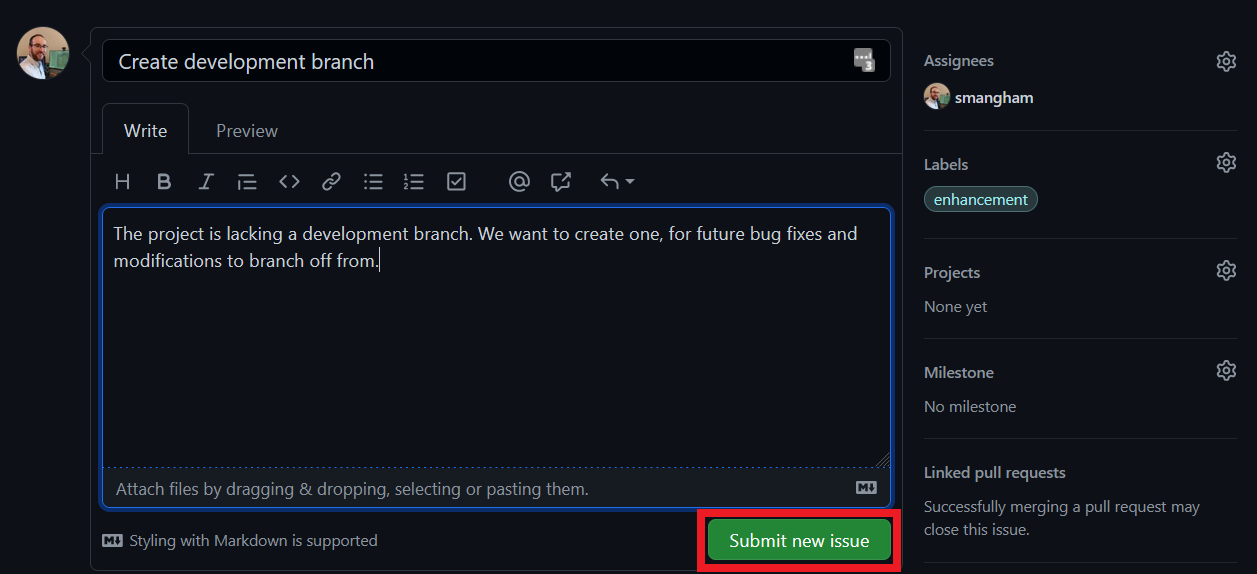 Create development branch
3
Write
Preview
H B I
The project is lacking a development branch. We want to create one, for future bug fixes and
modifications to branch off from.
Attach files by dragging & dropping, selecting or pasting them.
M
Styling with Markdown is supported
Submit new issue
Assignees
smangham
Labels
enhancement
Projects
None yet
Milestone
No milestone
Linked pull requests
Successfully merging a pull request may
close this issue.